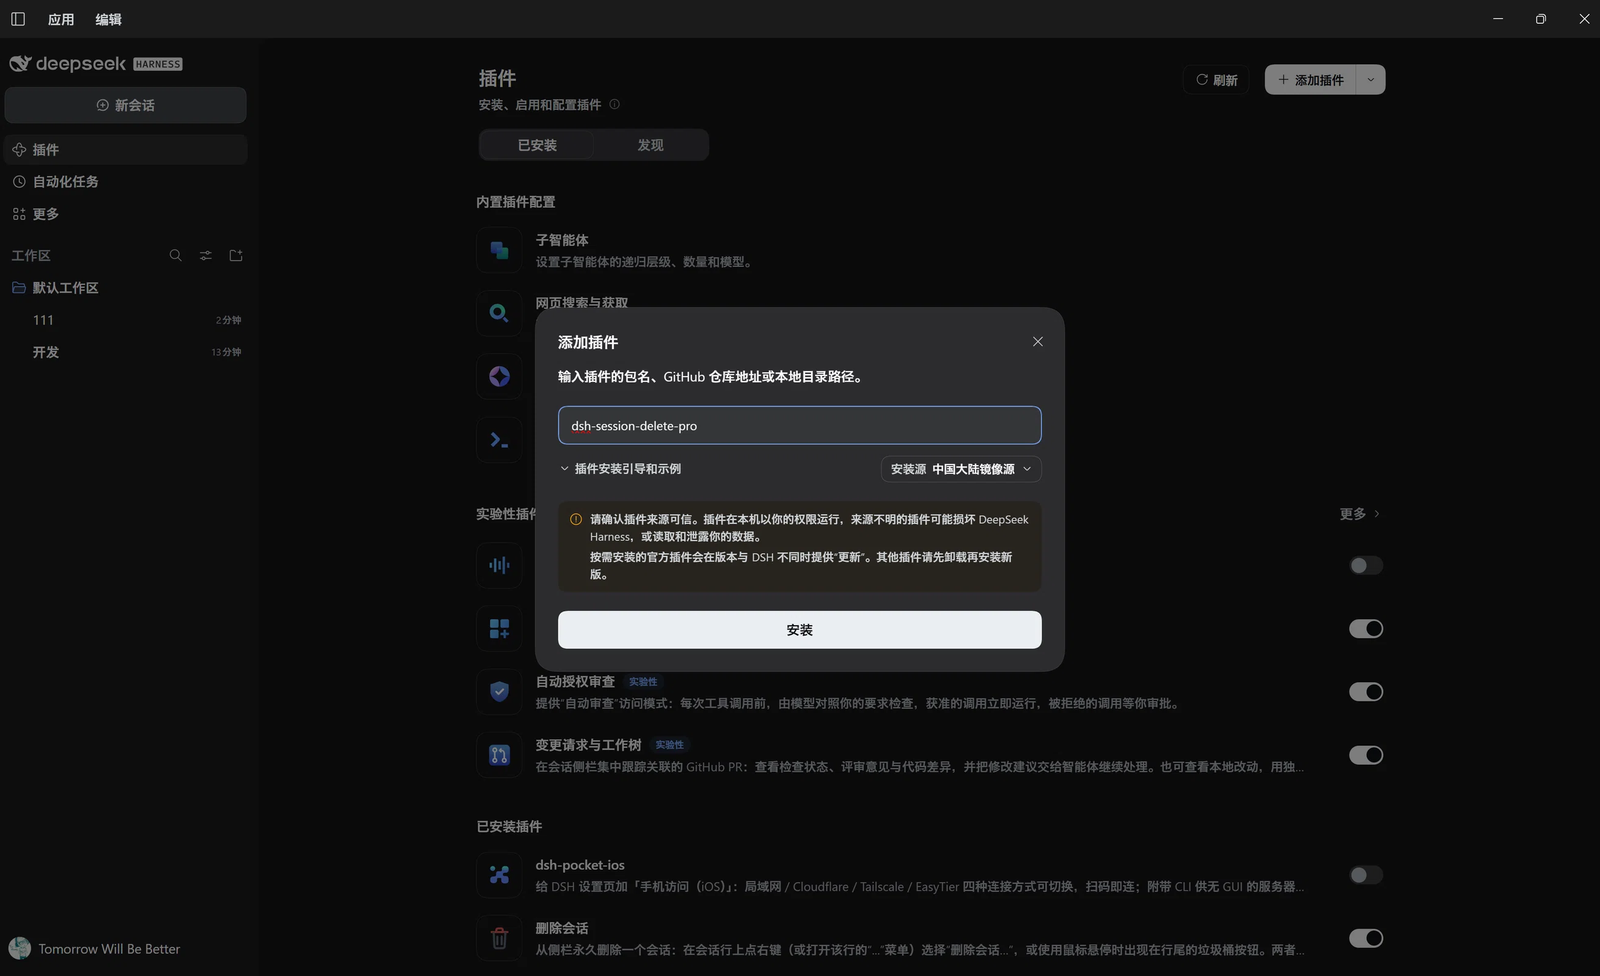 应用 编辑
deepseek HARNESS
新会话
插件
自动化任务
更多
工作区
默认工作区
111 2分钟
开发 13分钟
Tomorrow Will Be Better
插件
安装、启用和配置插件
刷新
添加插件
已安装 发现
内置插件配置
子智能体
设置子智能体的递归层级、数量和模型。
网页搜索与获取
添加插件
输入插件的包名、GitHub 仓库地址或本地目录路径。
dsh-session-delete-pro
插件安装引导和示例
安装源 中国大陆镜像源
请确认插件来源可信。插件在本机以你的权限运行，来源不明的插件可能损坏 DeepSeek
Harness，或读取和泄露你的数据。
按需安装的官方插件会在版本与 DSH 不同时提供“更新”。其他插件请先卸载再安装新
版。
安装
实验性插件
更多
自动授权审查 实验性
提供“自动审查”访问模式：每次工具调用前，由模型对照你的要求检查，获准的调用立即运行，被拒绝的调用等你审批。
变更请求与工作树 实验性
在会话侧栏集中跟踪关联的 GitHub PR：查看检查状态、评审意见与代码差异，并把修改建议交给智能体继续处理。也可查看本地改动，用独...
已安装插件
dsh-pocket-ios
给 DSH 设置页加「手机访问（iOS）」：局域网 / Cloudflare / Tailscale / EasyTier 四种连接方式可切换，扫码即连；附带 CLI 供无 GUI 的服务器...
删除会话
从侧栏永久删除一个会话：在会话行上点右键（或打开该行的“...”菜单）选择“删除会话...”，或使用鼠标悬停时出现在行尾的垃圾桶按钮。两者...